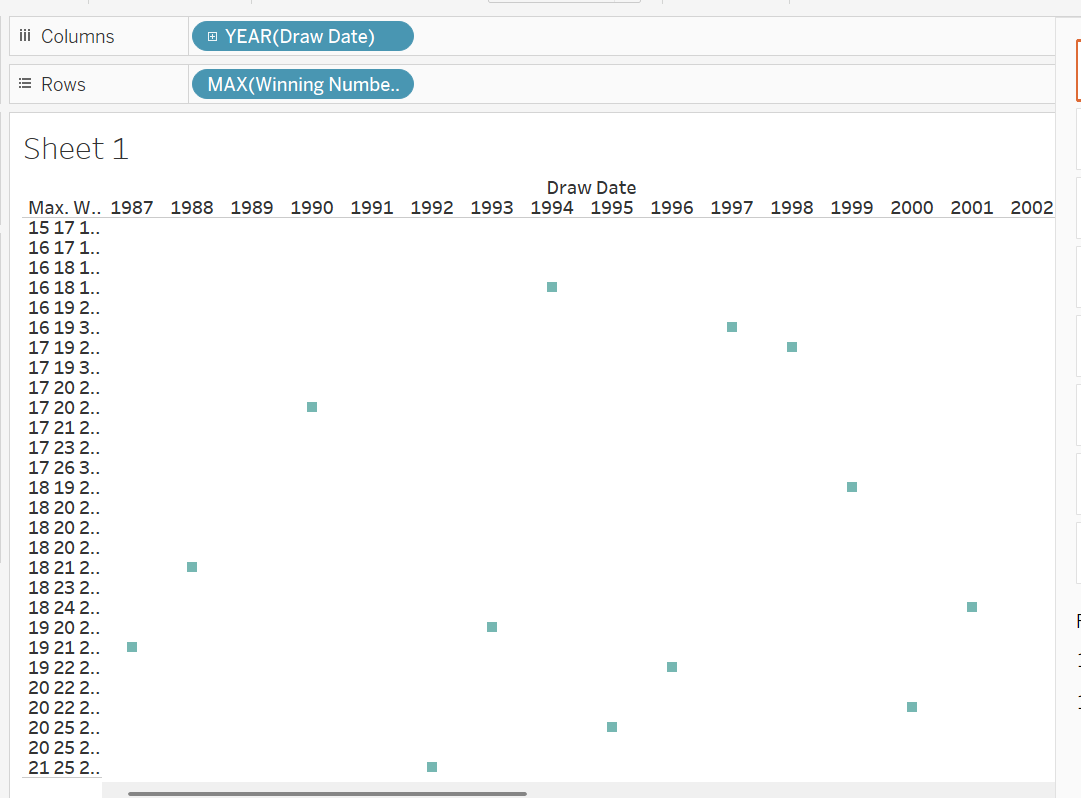 Columns
YEAR(Draw Date)
Rows
MAX(Winning Numbe..
Sheet 1
Draw Date
Max. W.. 1987 1988 1989 1990 1991 1992 1993 1994 1995 1996 1997 1998 1999 2000 2001 2002
15 17 1..
16 17 1..
16 18 1..
16 18 1..
16 19 2..
16 19 3..
17 19 2..
17 19 3..
17 20 2..
17 20 2..
17 21 2..
17 23 2..
17 26 3..
18 19 2..
18 20 2..
18 20 2..
18 20 2..
18 21 2..
18 23 2..
18 24 2..
19 20 2..
19 21 2..
19 22 2..
20 22 2..
20 22 2..
20 25 2..
20 25 2..
21 25 2..